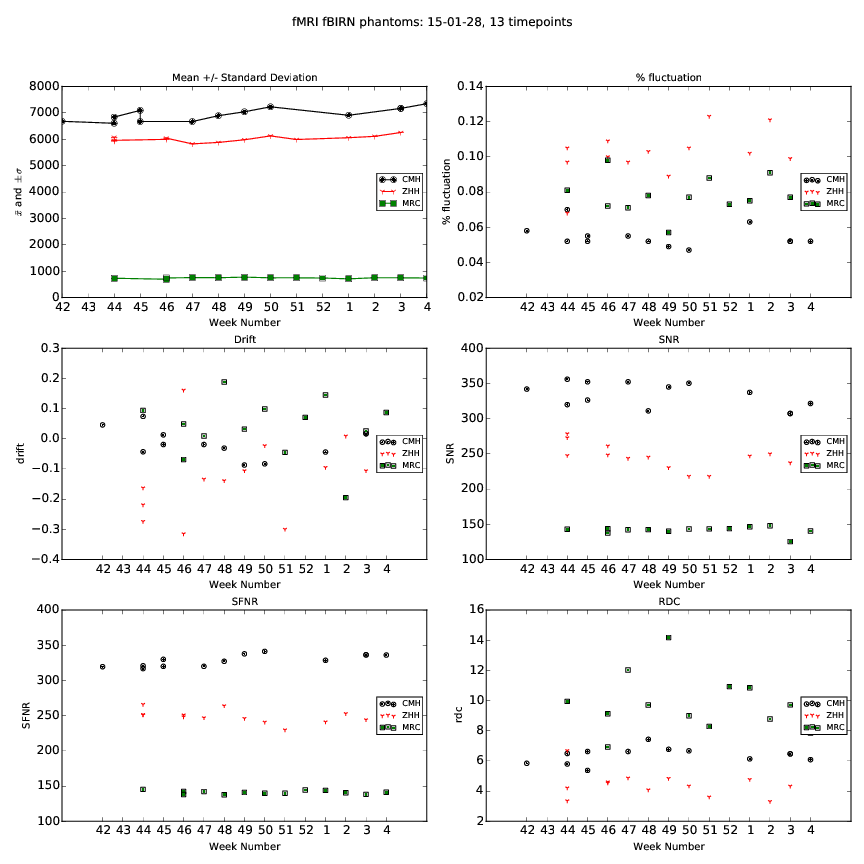 fMRI fBIRN phantoms: 15-01-28, 13 timepoints
Mean +/- Standard Deviation
8000
7000
6000
5000
4000
3000
2000
1000
0
x̄ and ±σ
CMH
ZHH
MRC
42 43 44 45 46 47 48 49 50 51 52 1 2 3 4
Week Number
% fluctuation
0.14
0.12
0.10
0.08
0.06
0.04
0.02
% fluctuation
CMH
ZHH
MRC
42 43 44 45 46 47 48 49 50 51 52 1 2 3 4
Week Number
Drift
0.3
0.2
0.1
0.0
−0.1
−0.2
−0.3
−0.4
drift
CMH
ZHH
MRC
42 43 44 45 46 47 48 49 50 51 52 1 2 3 4
Week Number
SNR
400
350
300
250
200
150
100
SNR
CMH
ZHH
MRC
42 43 44 45 46 47 48 49 50 51 52 1 2 3 4
Week Number
SFNR
400
350
300
250
200
150
100
SFNR
CMH
ZHH
MRC
42 43 44 45 46 47 48 49 50 51 52 1 2 3 4
Week Number
RDC
16
14
12
10
8
6
4
2
rdc
CMH
ZHH
MRC
42 43 44 45 46 47 48 49 50 51 52 1 2 3 4
Week Number